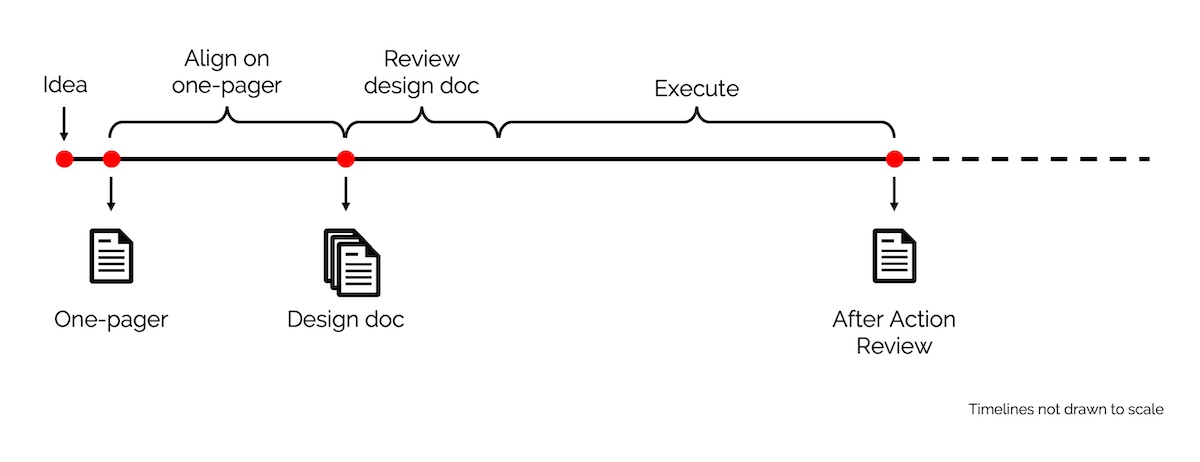 Idea
Align on
one-pager
Review
design doc
Execute
One-pager
Design doc
After Action
Review
Timelines not drawn to scale